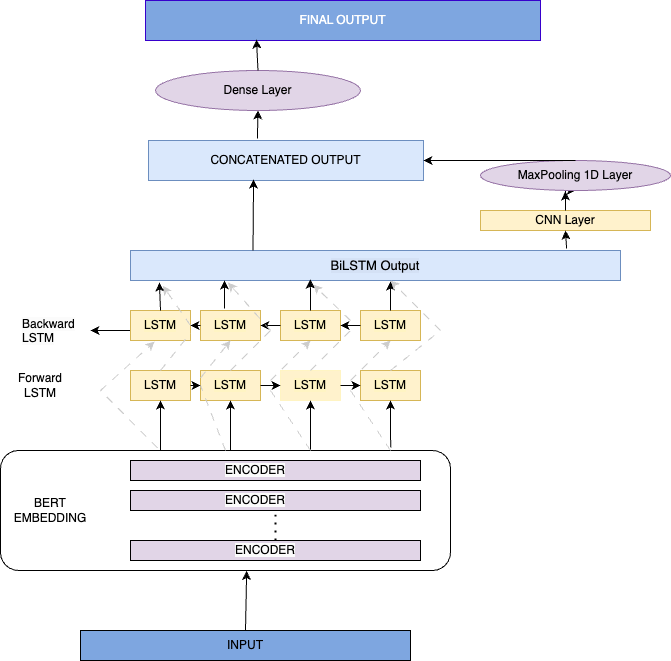 FINAL OUTPUT
Dense Layer
CONCATENATED OUTPUT
MaxPooling 1D Layer
CNN Layer
BiLSTM Output
Backward
LSTM
LSTM LSTM LSTM LSTM
Forward
LSTM
LSTM LSTM LSTM LSTM
BERT
EMBEDDING
ENCODER
ENCODER
ENCODER
INPUT